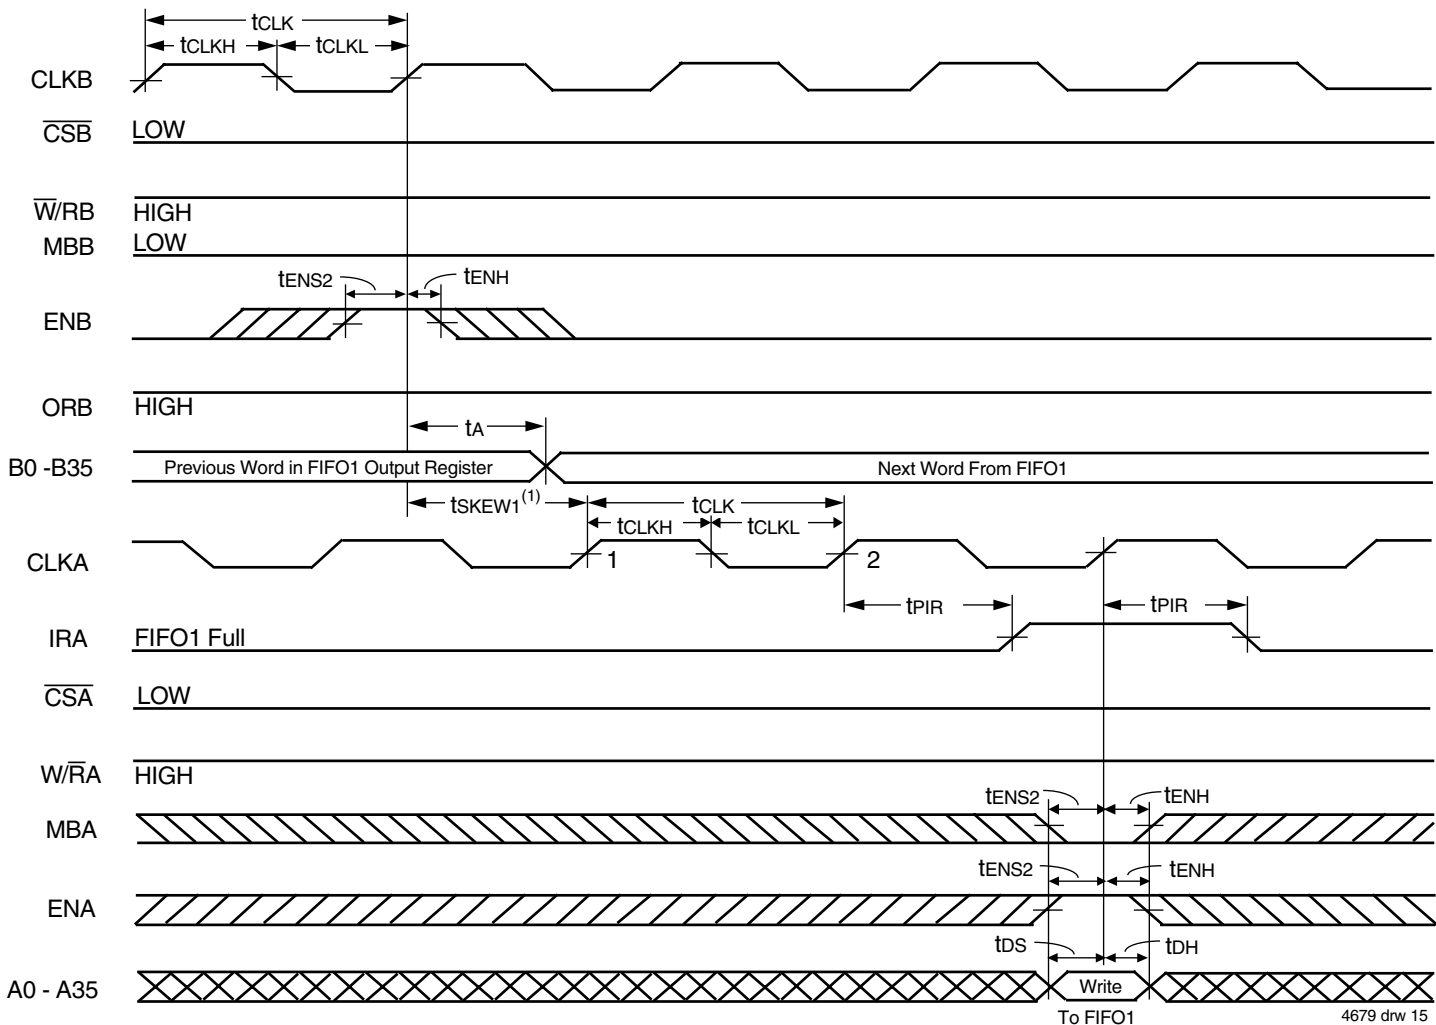 tCLK
tCLKH tCLKL
CLKB
CSB LOW
W/RB HIGH
MBB LOW
tENS2 tENH
ENB
ORB HIGH
tA
B0 -B35 Previous Word in FIFO1 Output Register Next Word From FIFO1
tSKEW1(1) tCLK
tCLKH tCLKL
CLKA 1 2
tPIR tPIR
IRA FIFO1 Full
CSA LOW
W/RA HIGH
tENS2 tENH
MBA
tENS2 tENH
ENA
tDS tDH
A0 - A35 Write
To FIFO1 4679 drw 15